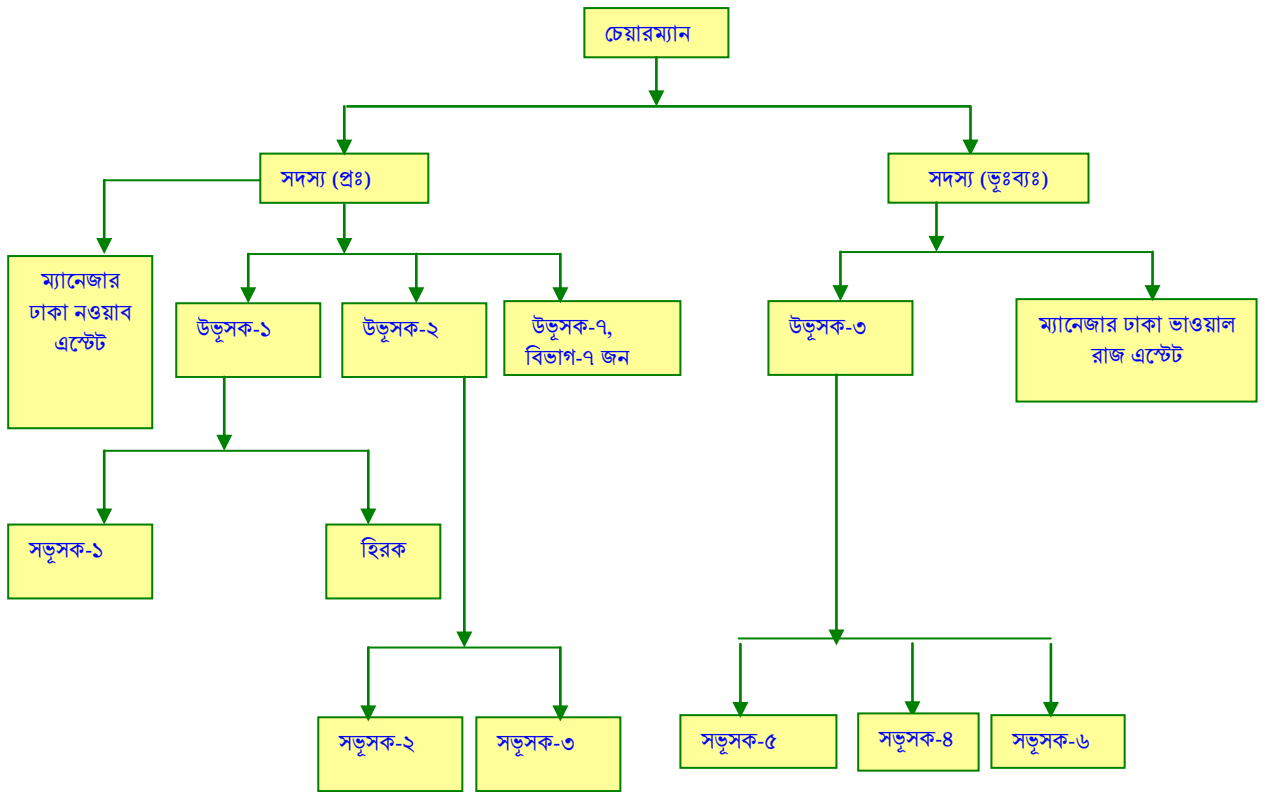 চেয়ারম্যান
সদস্য (প্রঃ)
সদস্য (ভূঃব্যঃ)
ম্যানেজার
ঢাকা নওয়াব
এস্টেট
উভূসক-১
উভূসক-২
উভূসক-৭,
বিভাগ-৭ জন
উভূসক-৩
ম্যানেজার ঢাকা ভাওয়াল
রাজ এস্টেট
সভূসক-১
হিরক
সভূসক-২
সভূসক-৩
সভূসক-৫
সভূসক-৪
সভূসক-৬